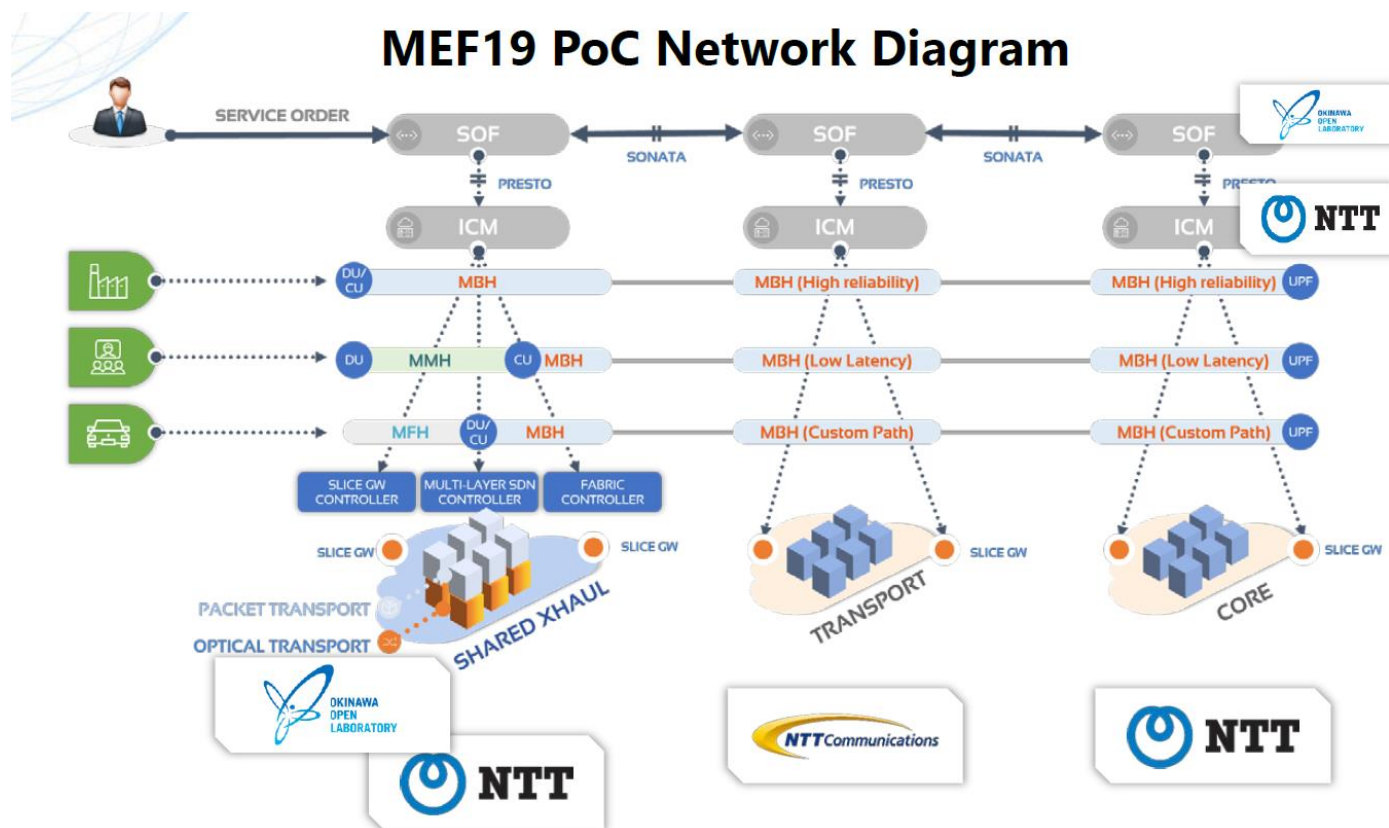 MEF19 PoC Network Diagram
SERVICE ORDER
SOF
SONATA
SOF
SONATA
SOF
OKINAWA
OPEN
LABORATORY
PRESTO
PRESTO
PRESTO
NTT
ICM
ICM
ICM
DU/
CU
MBH
MBH (High reliability)
MBH (High reliability)
UPF
DU
MMH
CU
MBH
MBH (Low Latency)
MBH (Low Latency)
UPF
MFH
DU/
CU
MBH
MBH (Custom Path)
MBH (Custom Path)
UPF
SLICE GW
CONTROLLER
MULTI-LAYER SDN
CONTROLLER
FABRIC
CONTROLLER
SLICE GW
SLICE GW
SLICE GW
SLICE GW
PACKET TRANSPORT
OPTICAL TRANSPORT
SHARED XHAUL
TRANSPORT
CORE
OKINAWA
OPEN
LABORATORY
NTT
NTT Communications
NTT